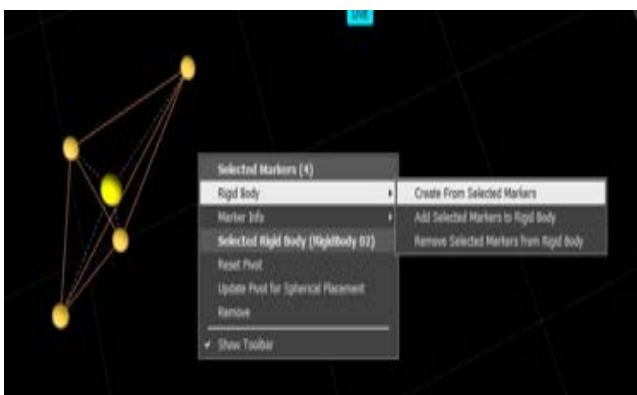 LIVE
Selected Markers (4)
Rigid Body
Create From Selected Markers
Marker Info
Add Selected Markers to Rigid Body
Selected Rigid Body (RigidBody 02)
Remove Selected Markers from Rigid Body
Reset Pivot
Update Pivot for Spherical Placement
Remove
Show Toolbar